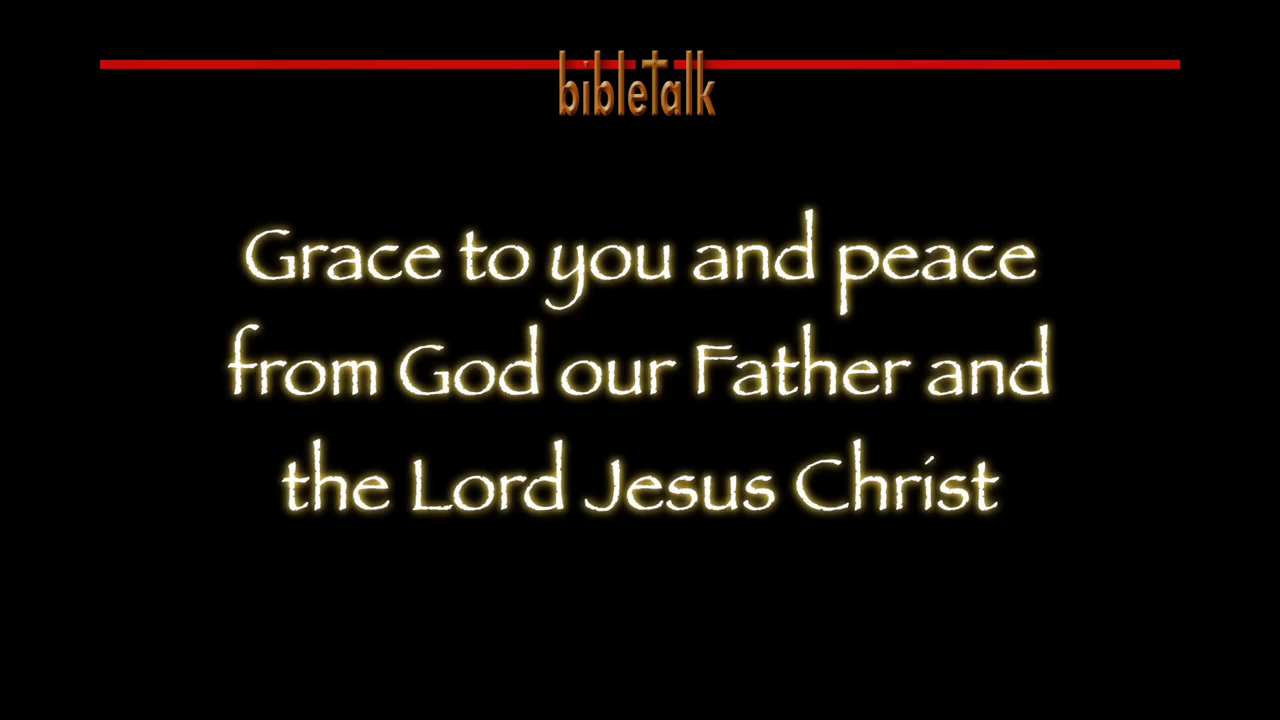 bibleTalk
Grace to you and peace
from God our Father and
the Lord Jesus Christ